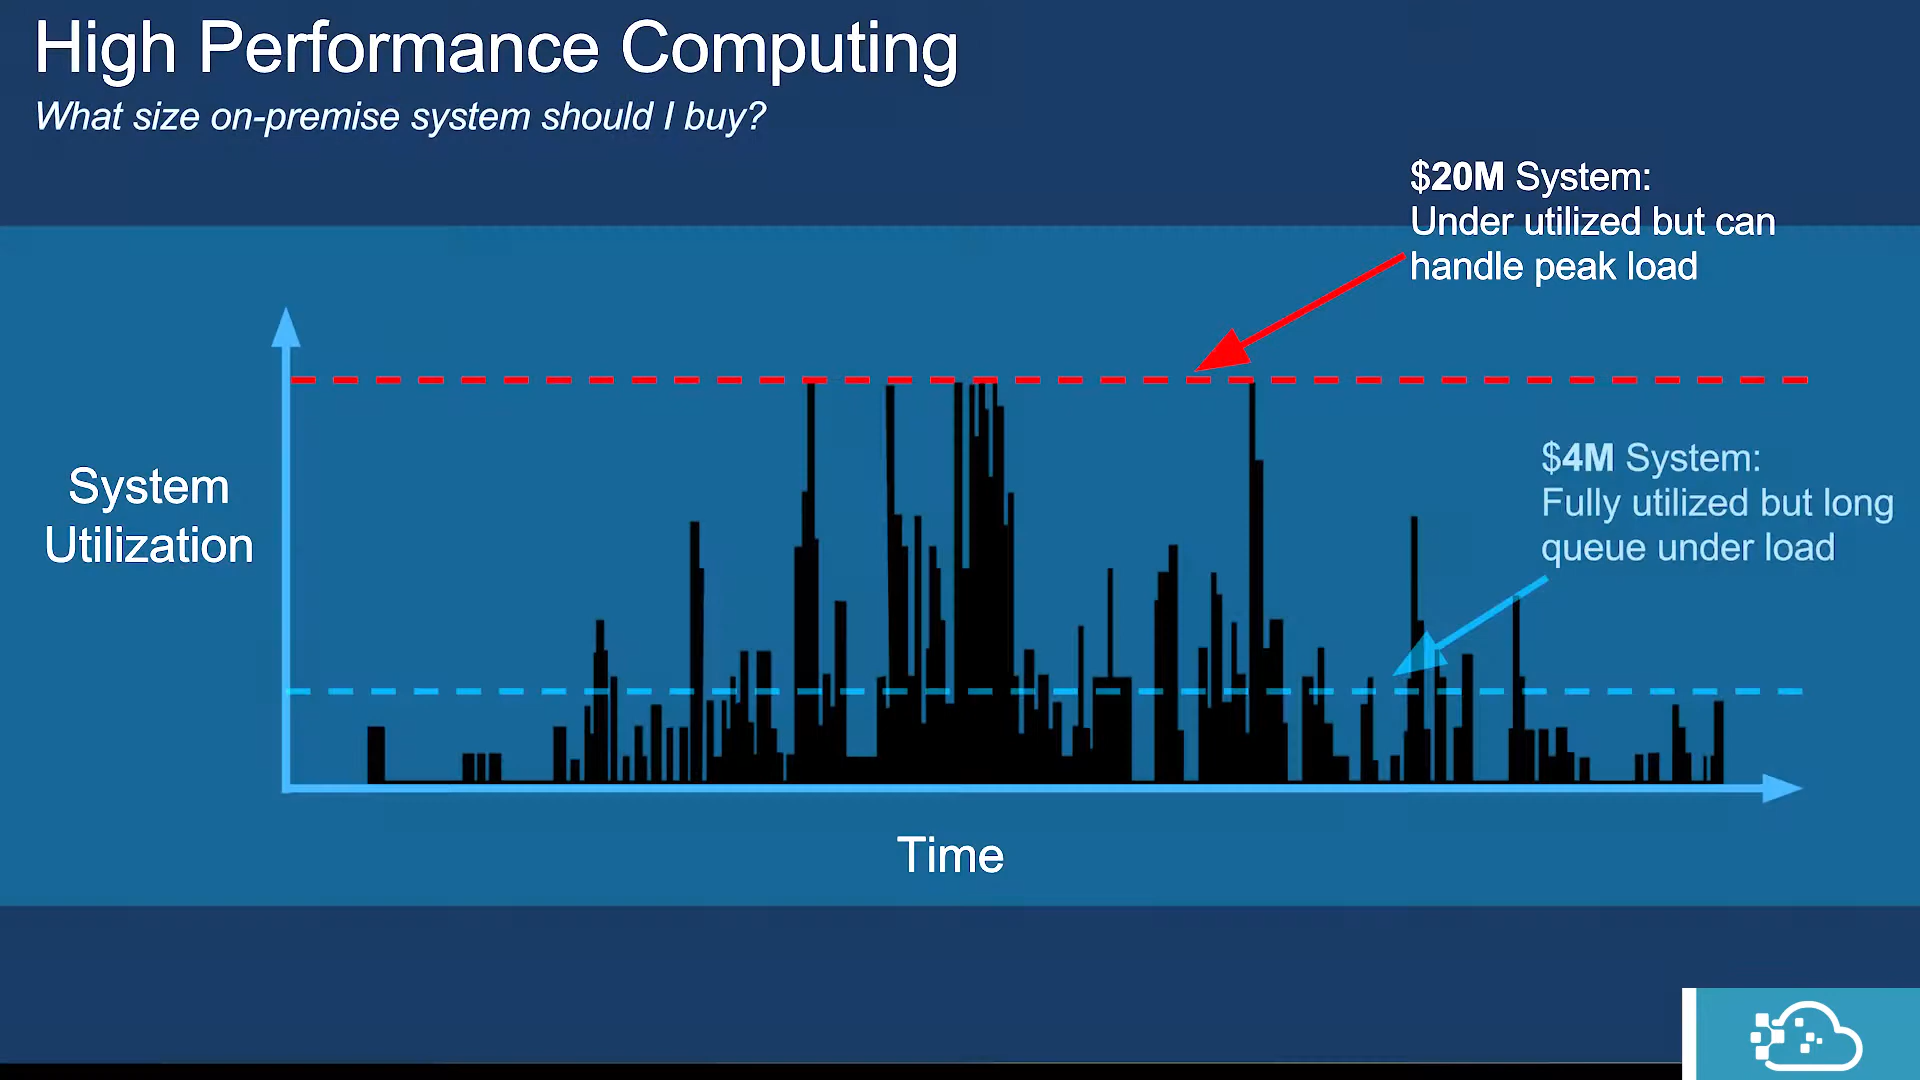 High Performance Computing
What size on-premise system should I buy?
$20M System:
Under utilized but can
handle peak load
$4M System:
Fully utilized but long
queue under load
System
Utilization
Time